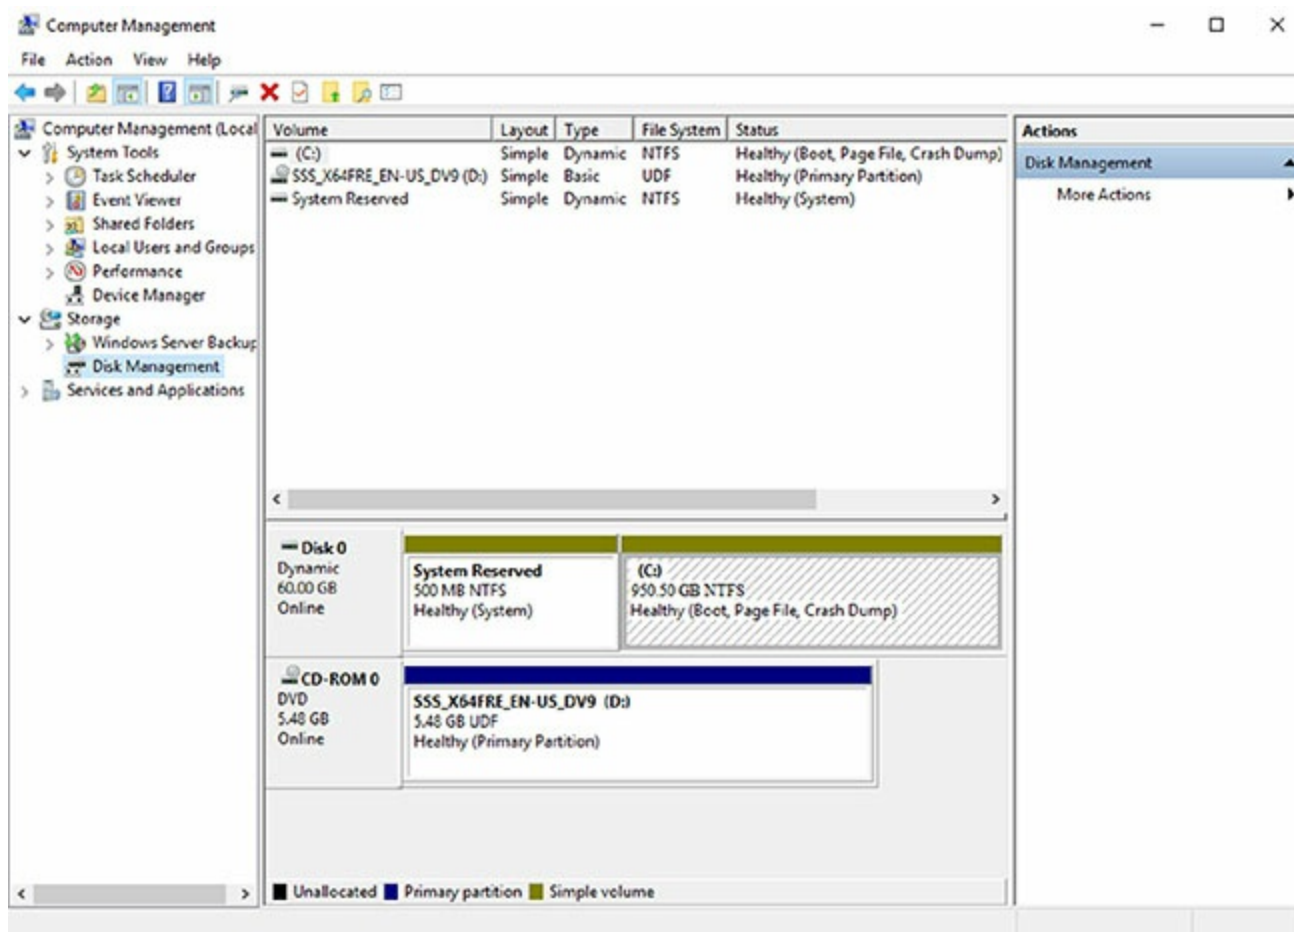 Computer Management
File Action View Help
Computer Management (Local
System Tools
Task Scheduler
Event Viewer
Shared Folders
Local Users and Groups
Performance
Device Manager
Storage
Windows Server Backup
Disk Management
Services and Applications
Volume Layout Type File System Status
(C:) Simple Dynamic NTFS Healthy (Boot, Page File, Crash Dump)
SSS_X64FRE_EN-US_DV9 (D:) Simple Basic UDF Healthy (Primary Partition)
System Reserved Simple Dynamic NTFS Healthy (System)
Disk 0
Dynamic
60.00 GB
Online
System Reserved
500 MB NTFS
Healthy (System)
(C:)
950.50 GB NTFS
Healthy (Boot, Page File, Crash Dump)
CD-ROM 0
DVD
5.48 GB
Online
SSS_X64FRE_EN-US_DV9 (D:)
5.48 GB UDF
Healthy (Primary Partition)
Unallocated Primary partition Simple volume
Actions
Disk Management
More Actions